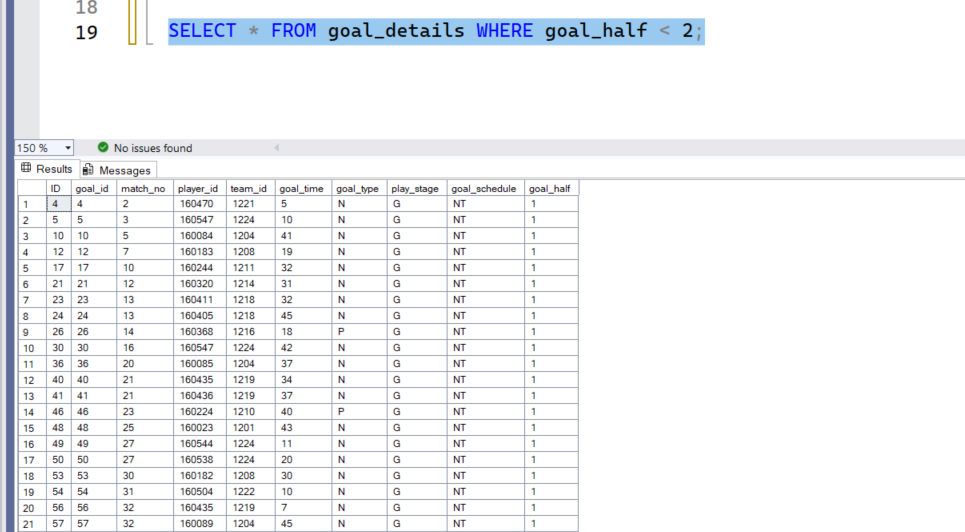 18
19 SELECT * FROM goal_details WHERE goal_half < 2;
150 % No issues found
Results Messages
ID goal_id match_no player_id team_id goal_time goal_type play_stage goal_schedule goal_half
1 4 4 2 160470 1221 5 N G NT 1
2 5 5 3 160547 1224 10 N G NT 1
3 10 10 5 160084 1204 41 N G NT 1
4 12 12 7 160183 1208 19 N G NT 1
5 17 17 10 160244 1211 32 N G NT 1
6 21 21 12 160320 1214 31 N G NT 1
7 23 23 13 160411 1218 32 N G NT 1
8 24 24 13 160405 1218 45 N G NT 1
9 26 26 14 160368 1216 18 P G NT 1
10 30 30 16 160547 1224 42 N G NT 1
11 36 36 20 160085 1204 37 N G NT 1
12 40 40 21 160435 1219 34 N G NT 1
13 41 41 21 160436 1219 37 N G NT 1
14 46 46 23 160224 1210 40 P G NT 1
15 48 48 25 160023 1201 43 N G NT 1
16 49 49 27 160544 1224 11 N G NT 1
17 50 50 27 160538 1224 20 N G NT 1
18 53 53 30 160182 1208 30 N G NT 1
19 54 54 31 160504 1222 10 N G NT 1
20 56 56 32 160435 1219 7 N G NT 1
21 57 57 32 160089 1204 45 N G NT 1